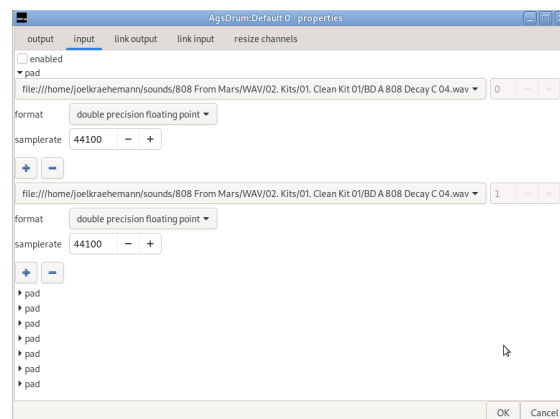 AgsDrum:Default 0 - properties
output input link output link input resize channels
enabled
pad
file:///home/joelkraehemann/sounds/808 From Mars/WAV/02. Kits/01. Clean Kit 01/BD A 808 Decay C 04.wav 0
format double precision floating point
samplerate 44100
file:///home/joelkraehemann/sounds/808 From Mars/WAV/02. Kits/01. Clean Kit 01/BD A 808 Decay C 04.wav 1
format double precision floating point
samplerate 44100
pad
pad
pad
pad
pad
pad
pad
OK Cancel